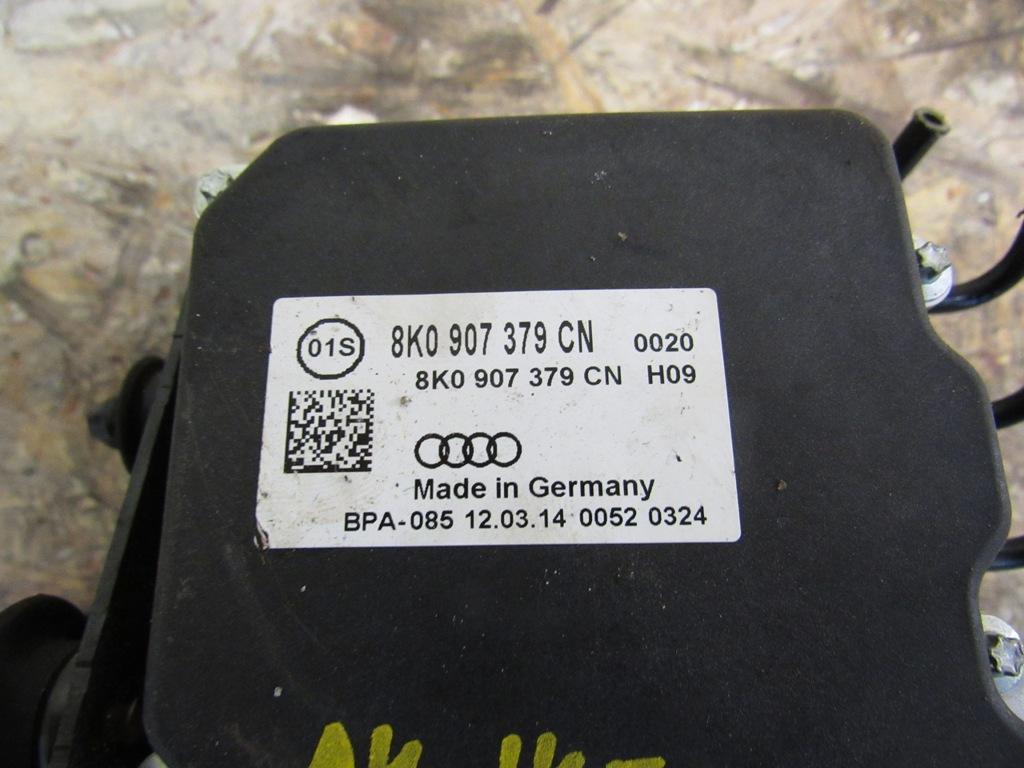 01S
8K0 907 379 CN 0020
8K0 907 379 CN H09
Made in Germany
BPA-085 12.03.14 0052 0324